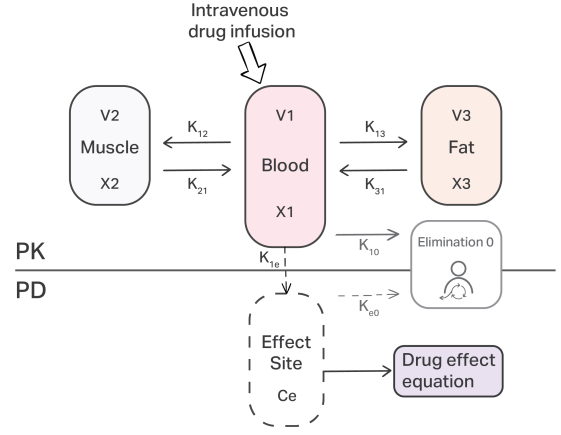 Intravenous
drug infusion
V2
Muscle
X2
K12
K21
V1
Blood
X1
K13
K31
V3
Fat
X3
K10
Elimination 0
PK
K1e
PD
Ke0
Effect
Site
Ce
Drug effect
equation